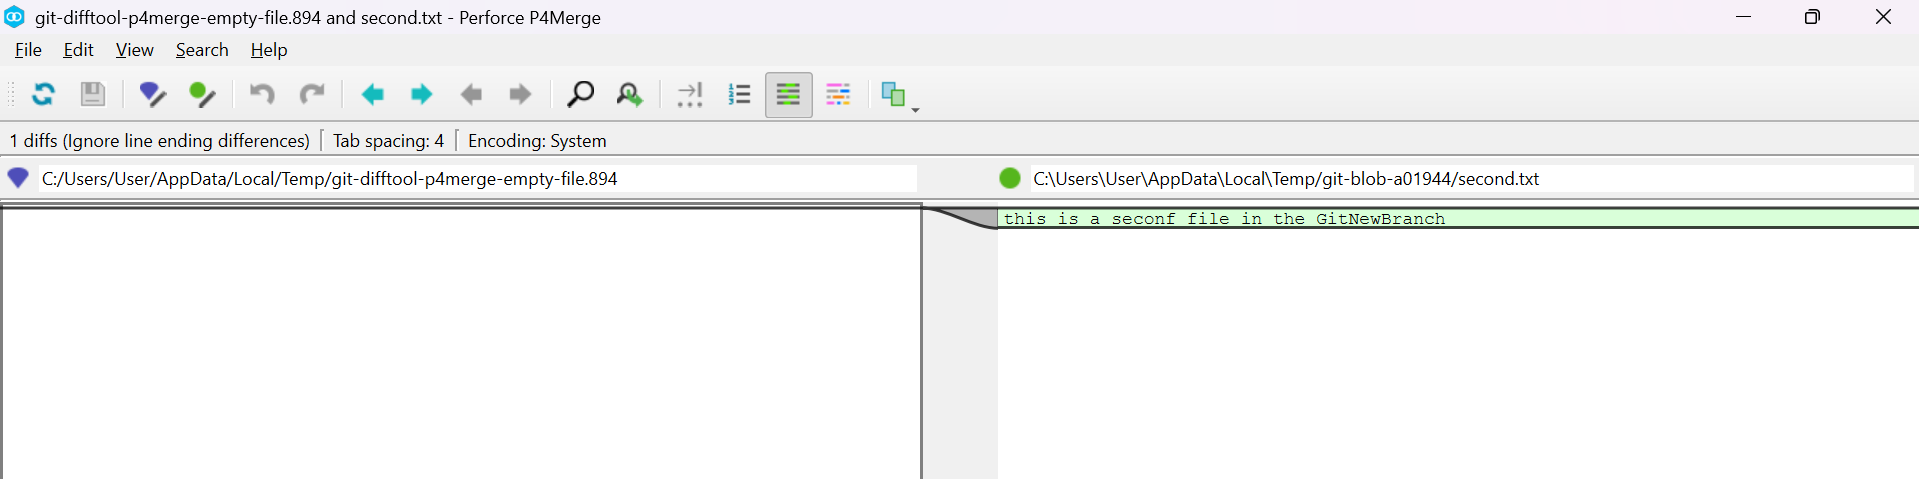 git-difftool-p4merge-empty-file.894 and second.txt - Perforce P4Merge
File Edit View Search Help
1 diffs (Ignore line ending differences) Tab spacing: 4 Encoding: System
C:/Users/User/AppData/Local/Temp/git-difftool-p4merge-empty-file.894
C:\Users\User\AppData\Local\Temp/git-blob-a01944/second.txt
this is a seconf file in the GitNewBranch